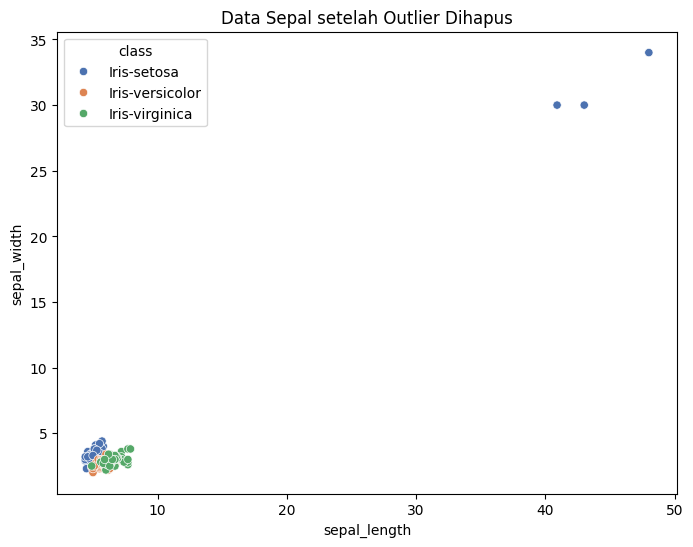 Data Sepal setelah Outlier Dihapus
class
Iris-setosa
Iris-versicolor
Iris-virginica
35
30
25
20
15
10
5
sepal_width
10
20
30
40
50
sepal_length